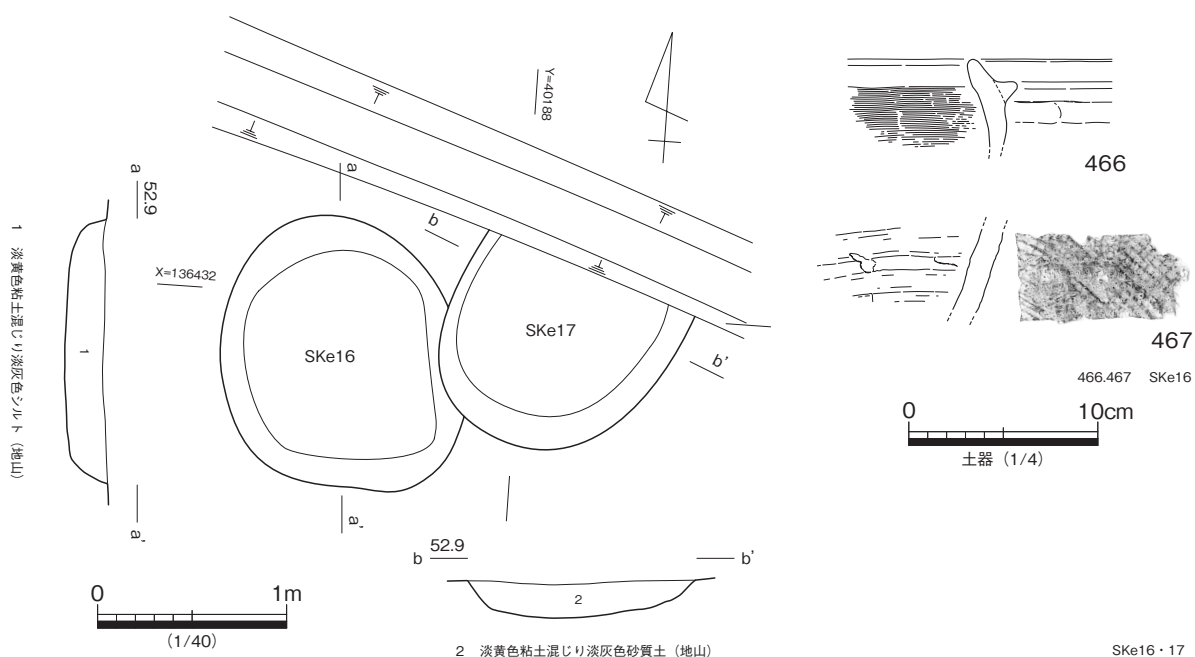 Y=40188
a
52.9
a
b
466
X=136432
SKe17
SKe16
1
b'
467
466.467 SKe16
0 10cm
土器（1/4）
1 淡黄色粘土混じり淡灰色シルト（地山）
a'
a'
b 52.9 b'
2
0 1m
(1/40)
2 淡黄色粘土混じり淡灰色砂質土（地山）
SKe16・17